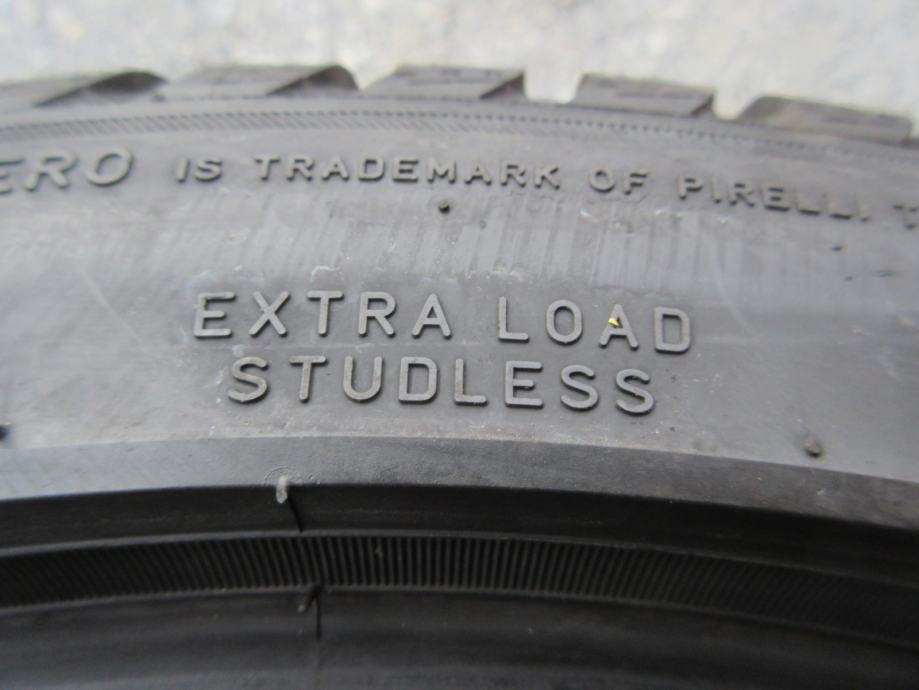 ERO IS TRADEMARK OF PIRELLI T
EXTRA LOAD
STUDLESS